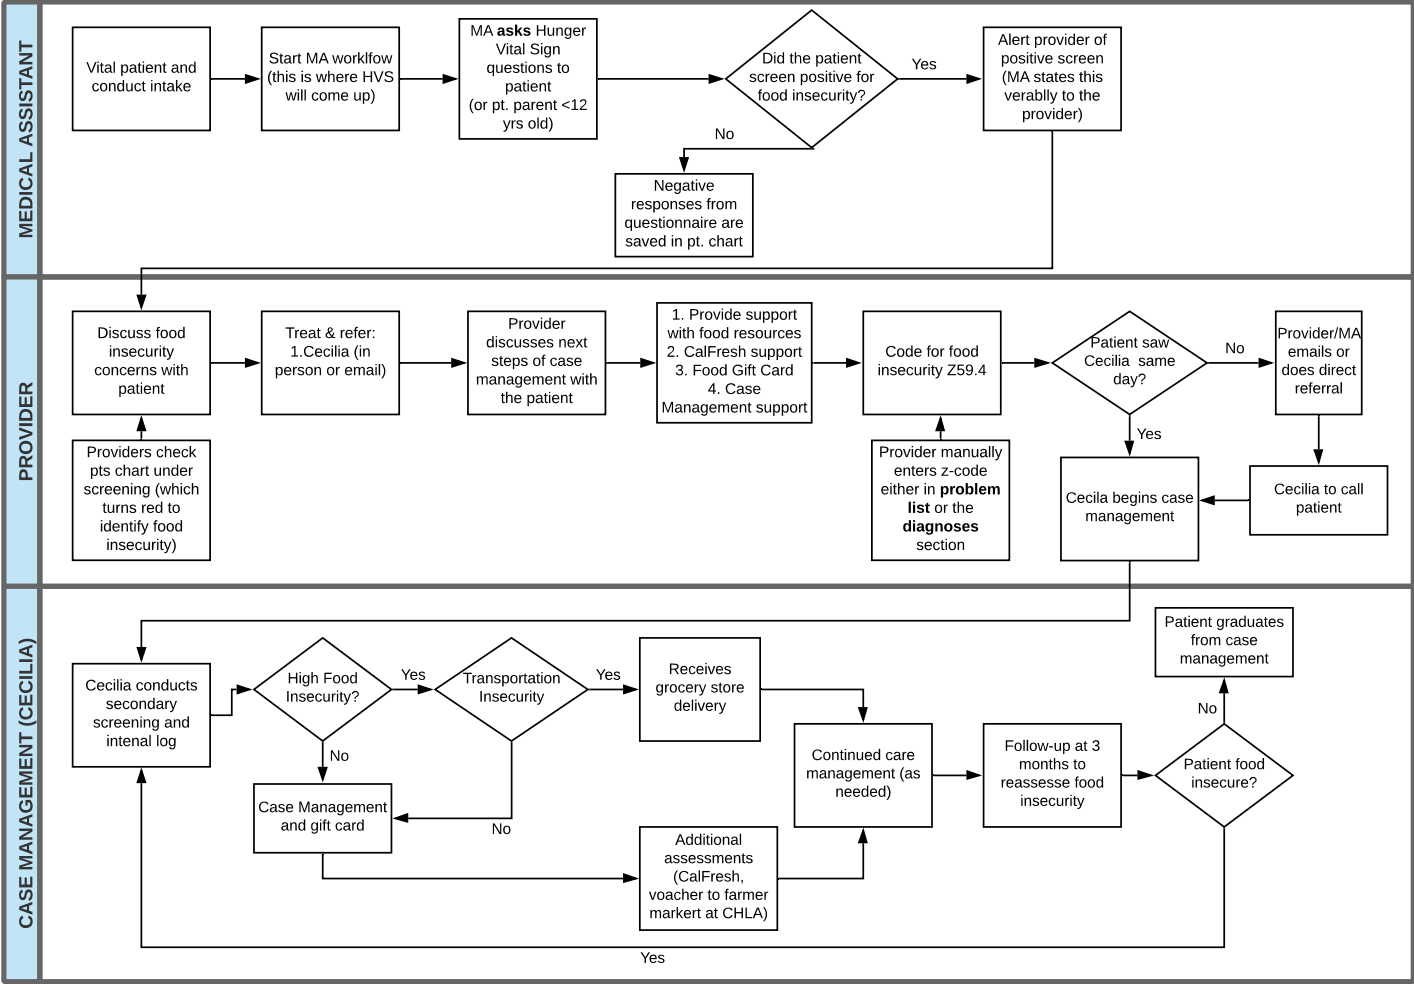 MEDICAL ASSISTANT
Vital patient and
conduct intake
Start MA worklfow
(this is where HVS
will come up)
MA asks Hunger
Vital Sign
questions to
patient
(or pt. parent <12
yrs old)
Did the patient
screen positive for
food insecurity?
Yes
No
Alert provider of
positive screen
(MA states this
verablly to the
provider)
Negative
responses from
questionnaire are
saved in pt. chart
PROVIDER
Discuss food
insecurity
concerns with
patient
Treat & refer:
1.Cecilia (in
person or email)
Provider
discusses next
steps of case
management with
the patient
1. Provide support
with food resources
2. CalFresh support
3. Food Gift Card
4. Case
Management support
Code for food
insecurity Z59.4
Patient saw
Cecilia  same
day?
No
Yes
Provider/MA
emails or
does direct
referral
Providers check
pts chart under
screening (which
turns red to
identify food
insecurity)
Provider manually
enters z-code
either in problem
list or the
diagnoses
section
Cecila begins case
management
Cecilia to call
patient
CASE MANAGEMENT (CECILIA)
Cecilia conducts
secondary
screening and
intenal log
High Food
Insecurity?
Yes
No
Transportation
Insecurity
Yes
No
Receives
grocery store
delivery
Case Management
and gift card
Additional
assessments
(CalFresh,
voacher to farmer
markert at CHLA)
Continued care
management (as
needed)
Follow-up at 3
months to
reassesse food
insecurity
Patient food
insecure?
No
Patient graduates
from case
management
Yes